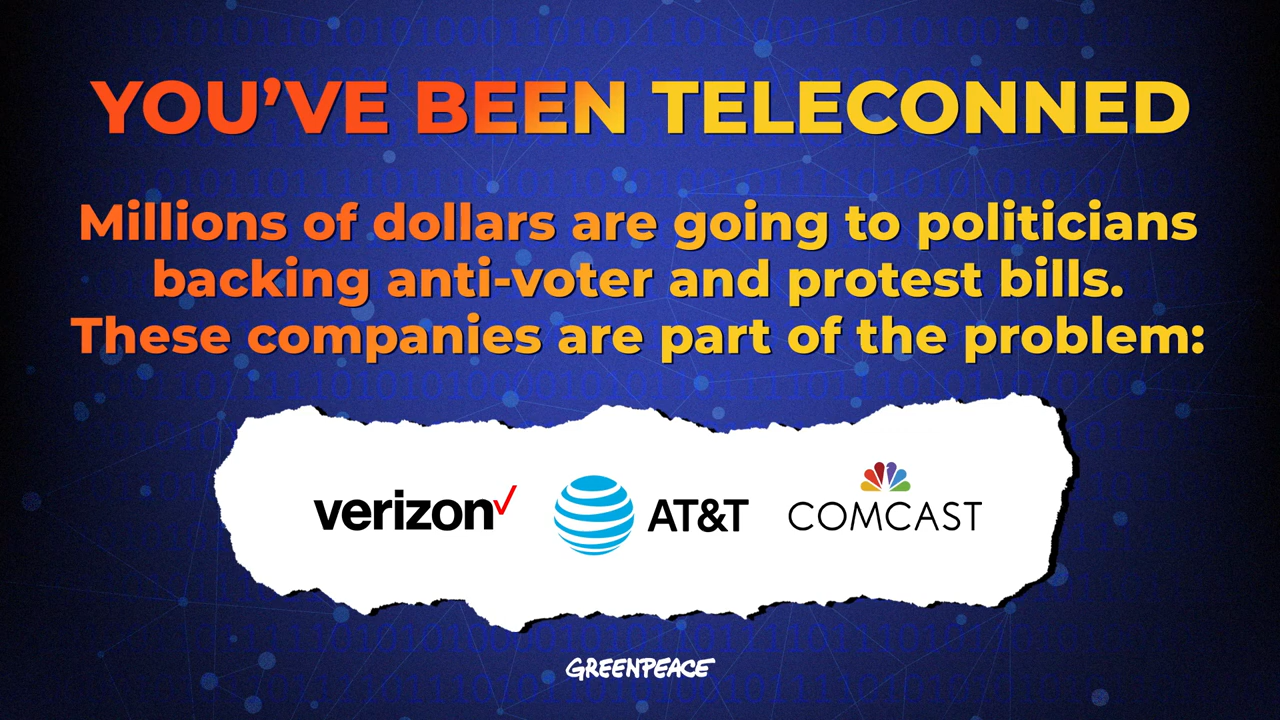 YOU’VE BEEN TELECONNED
Millions of dollars are going to politicians
backing anti-voter and protest bills.
These companies are part of the problem:
verizon AT&T COMCAST
GREENPEACE